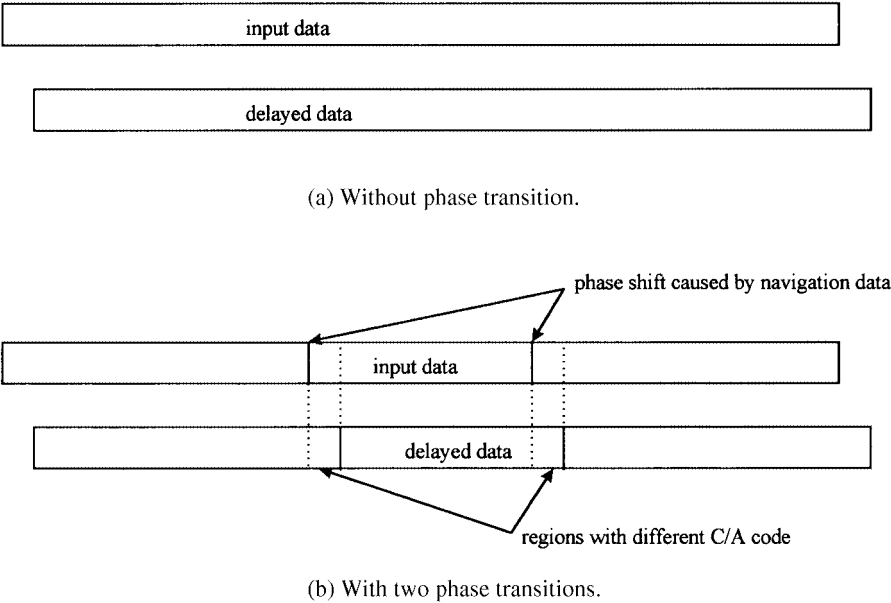 input data
delayed data
(a) Without phase transition.
phase shift caused by navigation data
input data
delayed data
regions with different C/A code
(b) With two phase transitions.